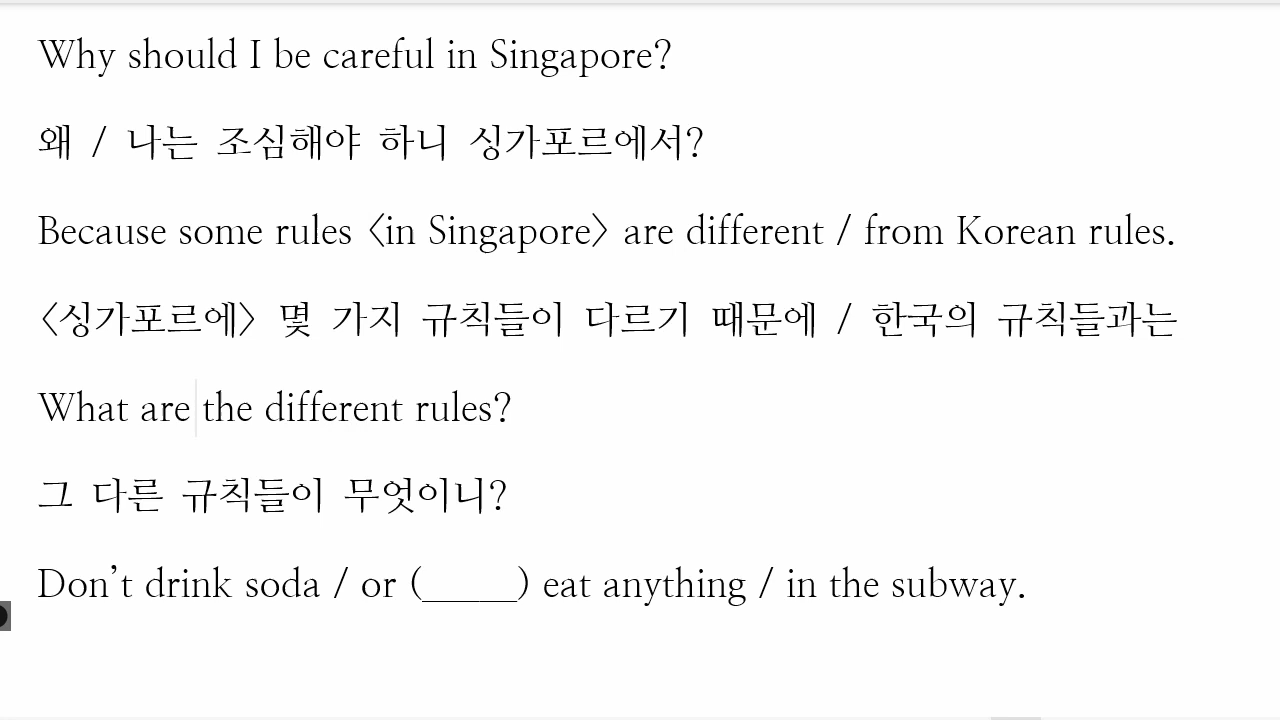 Why should I be careful in Singapore?
왜 / 나는 조심해야 하니 싱가포르에서?
Because some rules 〈in Singapore〉 are different / from Korean rules.
〈싱가포르에〉 몇 가지 규칙들이 다르기 때문에 / 한국의 규칙들과는
What are the different rules?
그 다른 규칙들이 무엇이니?
Don’t drink soda / or (_____) eat anything / in the subway.